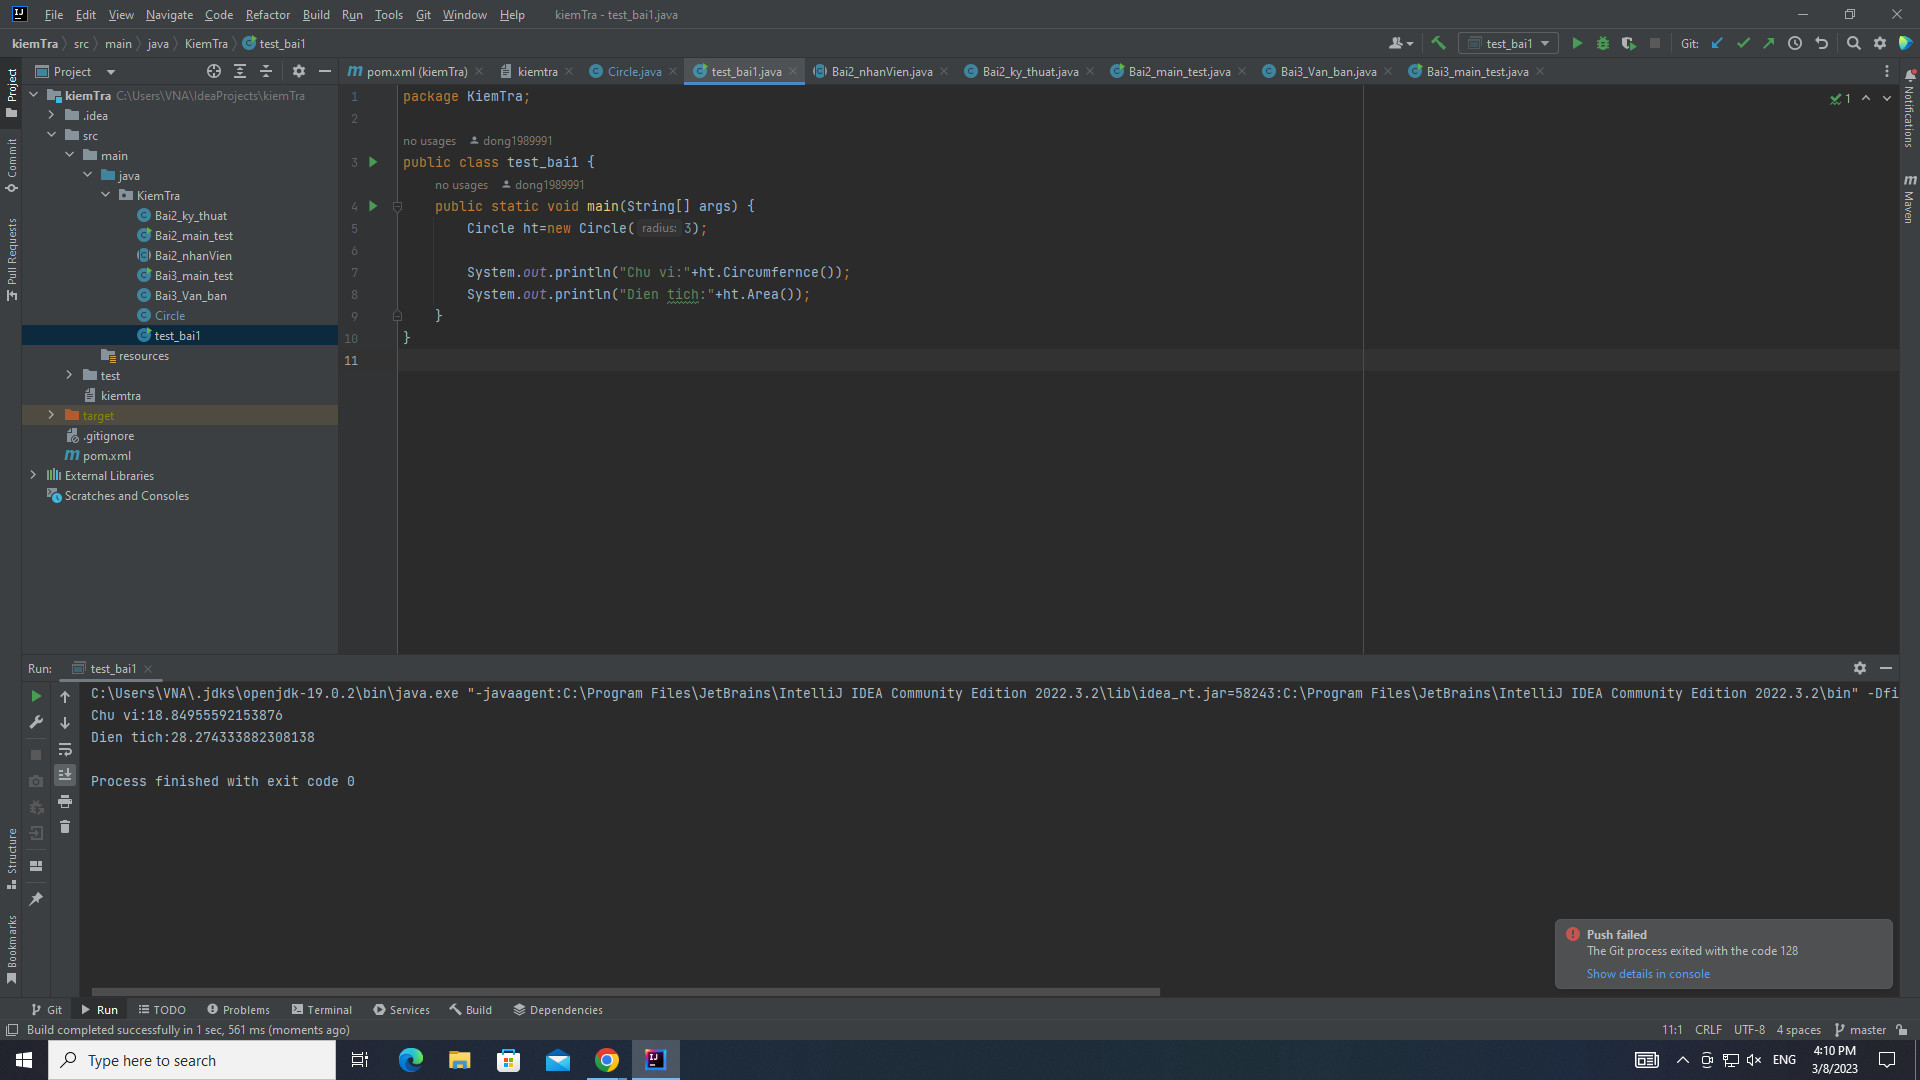 File Edit View Navigate Code Refactor Build Run Tools Git Window Help kiemTra - test_bai1.java
kiemTra src main java KiemTra test_bai1
test_bai1 Git:
Project
pom.xml (kiemTra) kiemtra Circle.java test_bai1.java Bai2_nhanVien.java Bai2_ky_thuat.java Bai2_main_test.java Bai3_Van_ban.java Bai3_main_test.java
Project
Commit
Pull Requests
Structure
Bookmarks
kiemTra C:\Users\VNA\IdeaProjects\kiemTra
.idea
src
main
java
KiemTra
Bai2_ky_thuat
Bai2_main_test
Bai2_nhanVien
Bai3_main_test
Bai3_Van_ban
Circle
test_bai1
resources
test
kiemtra
target
.gitignore
pom.xml
External Libraries
Scratches and Consoles
1 package KiemTra;
2
no usages dong1989991
3 public class test_bai1 {
no usages dong1989991
4 public static void main(String[] args) {
5 Circle ht=new Circle( radius: 3);
6
7 System.out.println("Chu vi:"+ht.Circumfernce());
8 System.out.println("Dien tich:"+ht.Area());
9 }
10 }
11
1
Notifications
Maven
Run: test_bai1
C:\Users\VNA\.jdks\openjdk-19.0.2\bin\java.exe "-javaagent:C:\Program Files\JetBrains\IntelliJ IDEA Community Edition 2022.3.2\lib\idea_rt.jar=58243:C:\Program Files\JetBrains\IntelliJ IDEA Community Edition 2022.3.2\bin" -Dfi
Chu vi:18.84955592153876
Dien tich:28.274333882308138
Process finished with exit code 0
Push failed
The Git process exited with the code 128
Show details in console
Git Run TODO Problems Terminal Services Build Dependencies
Build completed successfully in 1 sec, 561 ms (moments ago)
11:1 CRLF UTF-8 4 spaces master
Type here to search
ENG
4:10 PM
3/8/2023